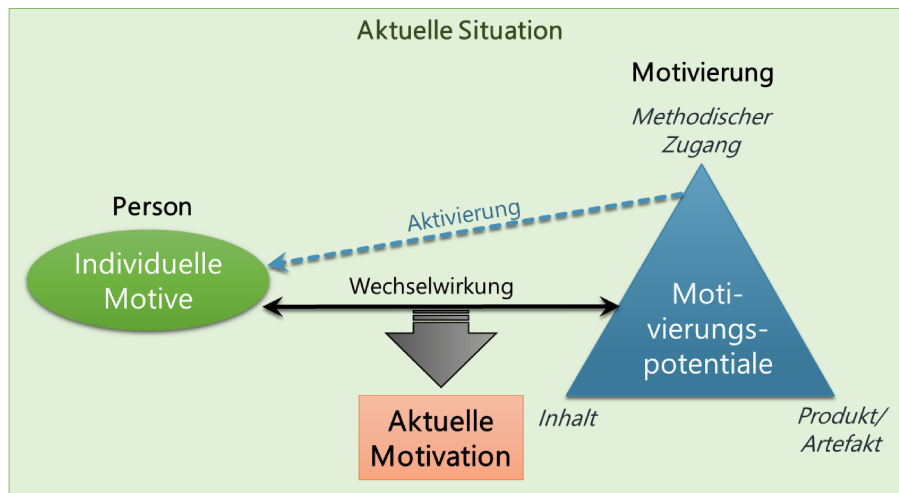 Aktuelle Situation
Motivierung
Methodischer
Zugang
Person
Aktivierung
Individuelle
Motive
Wechselwirkung
Moti-
vierungs-
potentiale
Aktuelle
Motivation
Inhalt
Produkt/
Artefakt